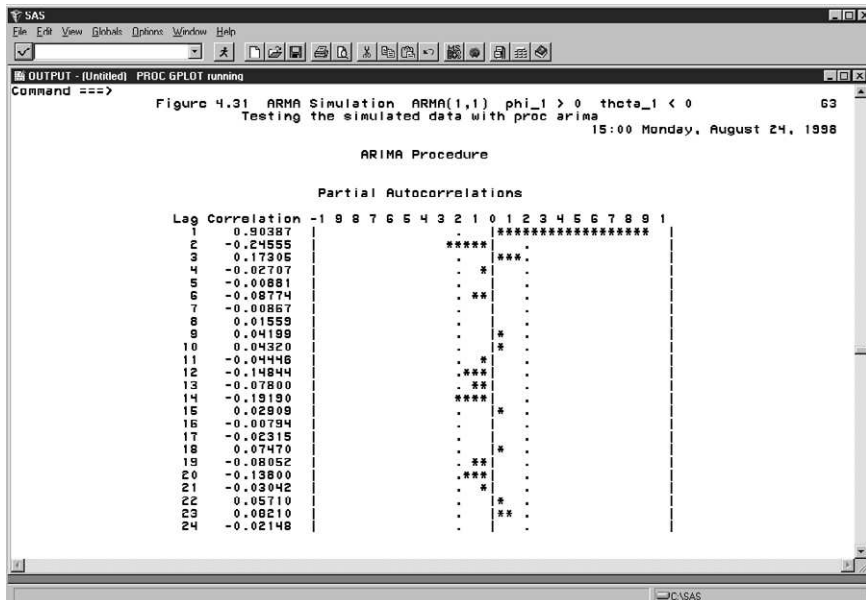 SAS
File Edit View Globals Options Window Help
OUTPUT - (Untitled) PROC GPLOT running
Command ===>
Figure 4.31 ARMA Simulation ARMA(1,1) phi_1 > 0 theta_1 < 0 63
Testing the simulated data with proc arima
15:00 Monday, August 24, 1998
ARIMA Procedure
Partial Autocorrelations
Lag Correlation -1 9 8 7 6 5 4 3 2 1 0 1 2 3 4 5 6 7 8 9 1
1 0.90387 | . |****************** |
2 -0.24555 | *****| . |
3 0.17305 | . |***. |
4 -0.02707 | . *| . |
5 -0.00881 | . | . |
6 -0.08774 | . **| . |
7 -0.00867 | . | . |
8 0.01559 | . | . |
9 0.04199 | . |* . |
10 0.04320 | . |* . |
11 -0.04446 | . *| . |
12 -0.14844 | .***| . |
13 -0.07800 | . **| . |
14 -0.19190 | ****| . |
15 0.02909 | . |* . |
16 -0.00794 | . | . |
17 -0.02315 | . | . |
18 0.07470 | . |* . |
19 -0.08052 | . **| . |
20 -0.13800 | .***| . |
21 -0.03042 | . *| . |
22 0.05710 | . |* . |
23 0.08210 | . |** . |
24 -0.02148 | . | . |
C:\SAS